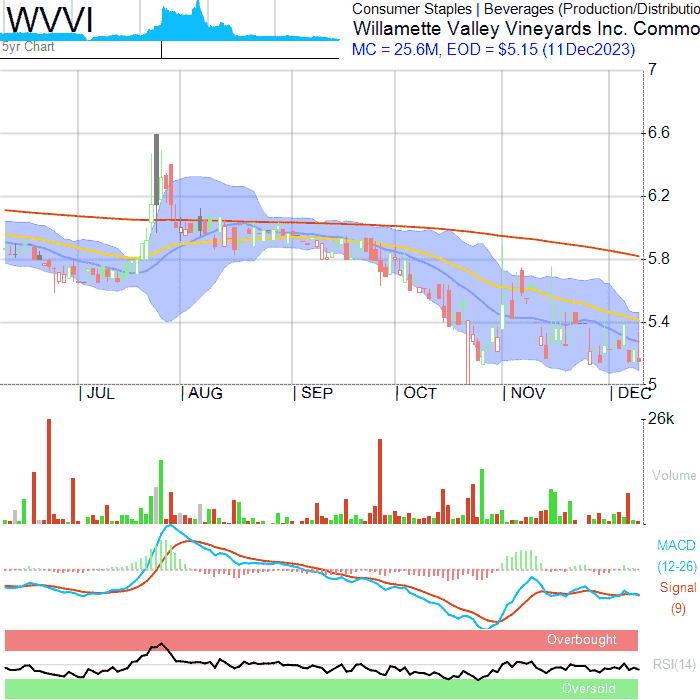 WVVI
5yr Chart
Consumer Staples | Beverages (Production/Distributio
Willamette Valley Vineyards Inc. Commo
MC = 25.6M, EOD = $5.15 (11Dec2023)
7
6.6
6.2
5.8
5.4
5
| JUL | AUG | SEP | OCT | NOV | DEC
26k
Volume
MACD
(12-26)
Signal
(9)
Overbought
RSI(14)
Oversold